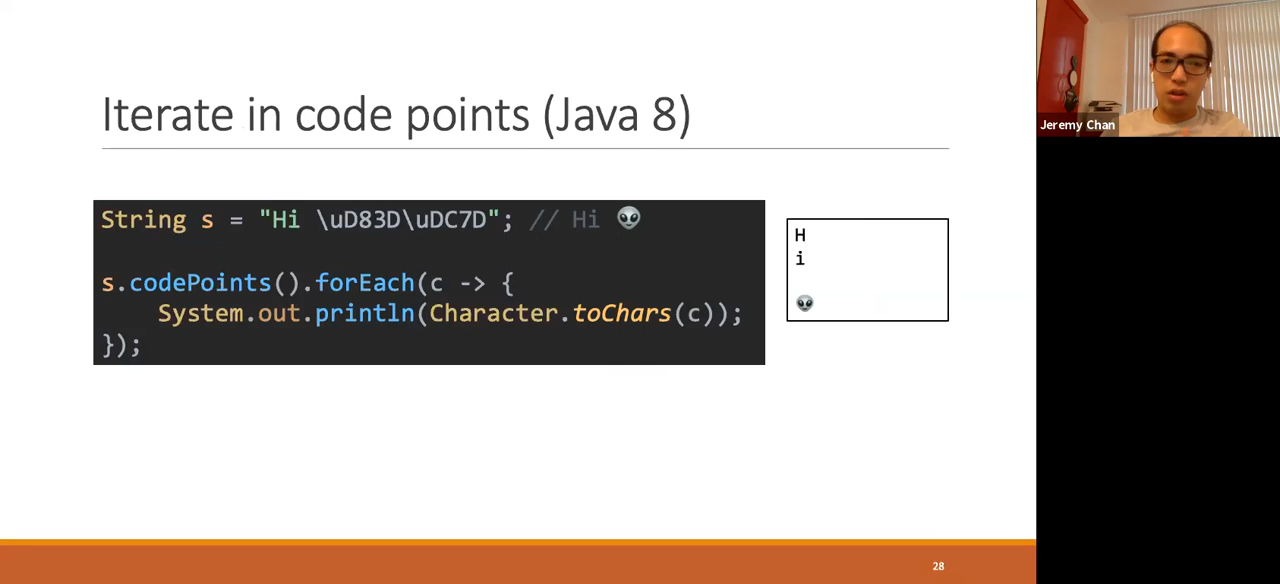 Iterate in code points (Java 8)
String s = "Hi \uD83D\uDC7D"; // Hi 👽
s.codePoints().forEach(c -> {
    System.out.println(Character.toChars(c));
});
H
i
👽
Jeremy Chan
28